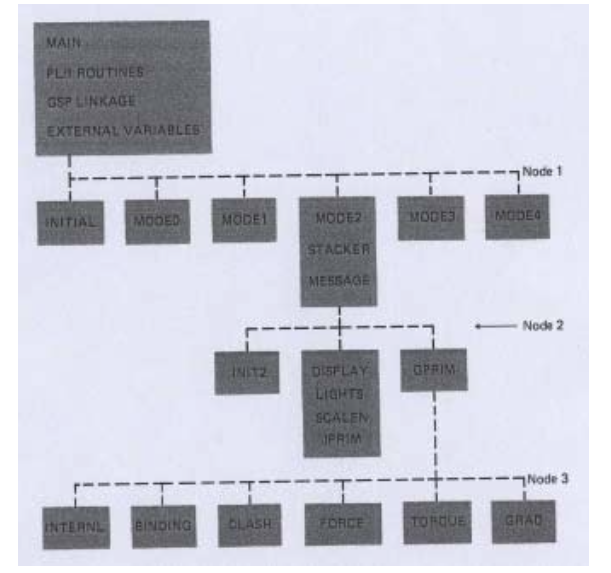 MAIN
PL/I ROUTINES
GSP LINKAGE
EXTERNAL VARIABLES
Node 1
INITIAL
MODE0
MODE1
MODE2
STACKER
MESSAGE
MODE3
MODE4
Node 2
INIT2
DISPLAY
LIGHTS
SCALEN
IPRIM
GPRIM
Node 3
INTERNL
BINDING
CLASH
FORCE
TORQUE
GRAD